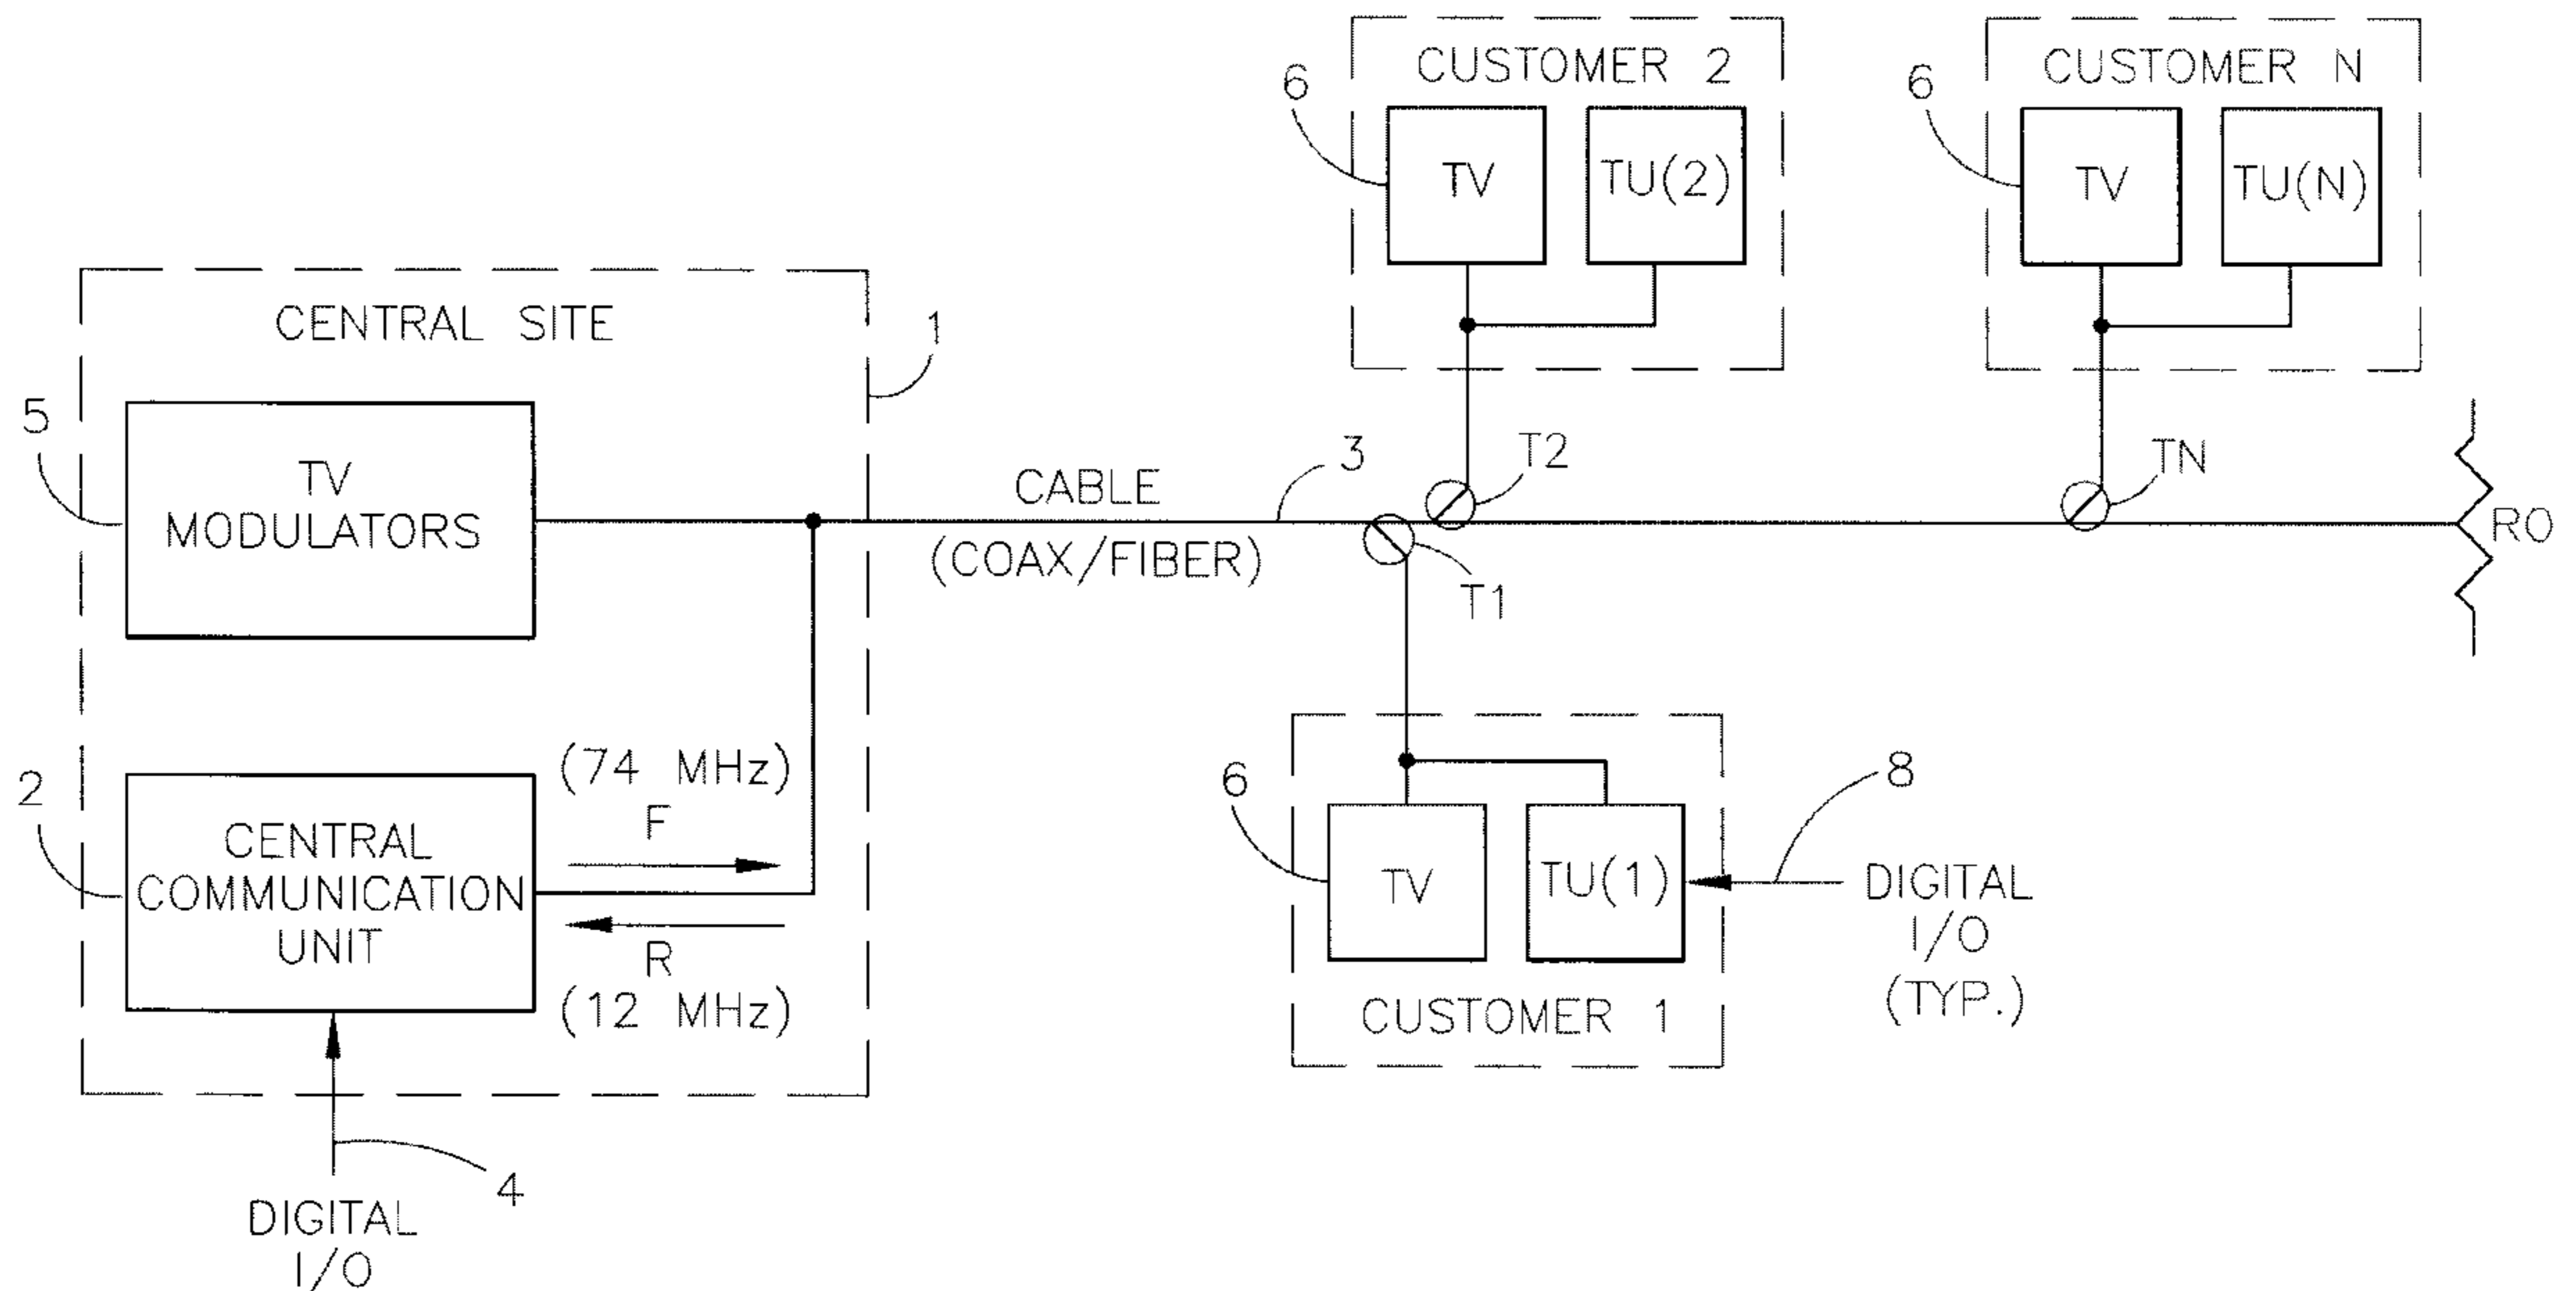 CUSTOMER 2
6
TV
TU(2)
CUSTOMER N
6
TV
TU(N)
CENTRAL SITE
1
5
TV
MODULATORS
CABLE
(COAX/FIBER)
3
T2
T1
TN
RO
2
CENTRAL
COMMUNICATION
UNIT
(74 MHz)
F
R
(12 MHz)
6
TV
TU(1)
CUSTOMER 1
8
DIGITAL
I/O
(TYP.)
4
DIGITAL
I/O